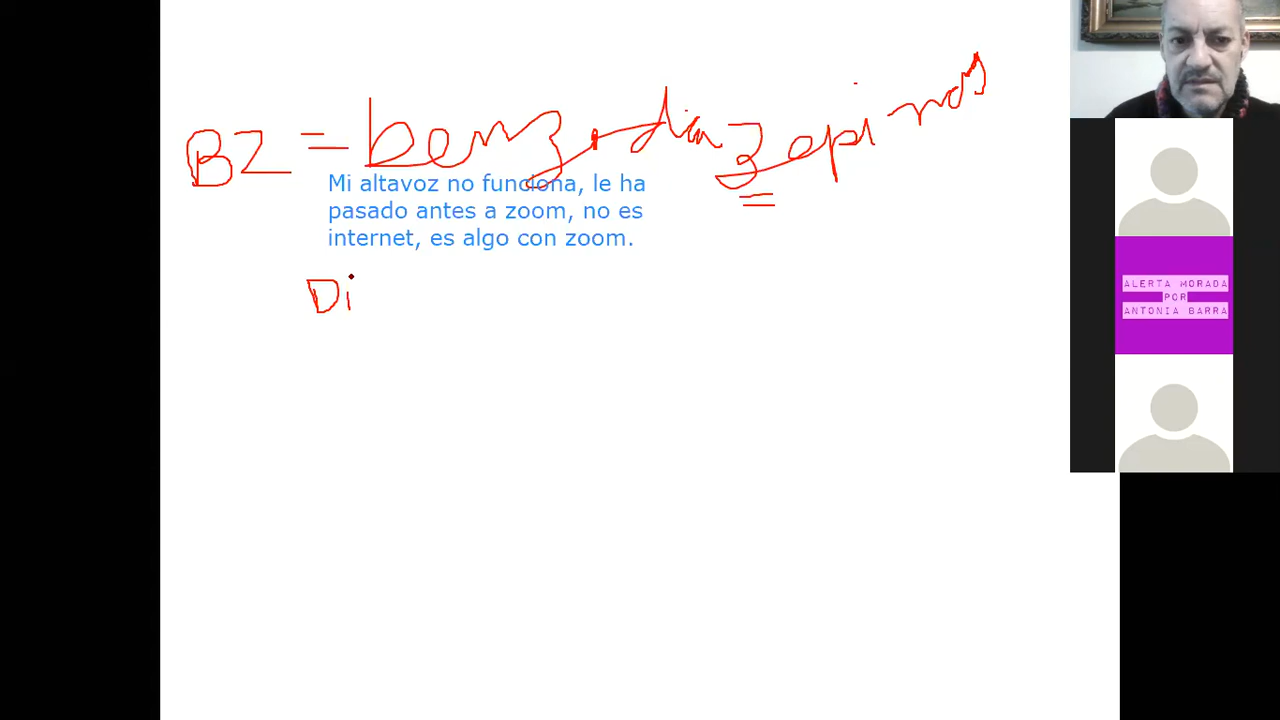 BZ = benzodiazepinas
Mi altavoz no funciona, le ha
pasado antes a zoom, no es
internet, es algo con zoom.
Di
ALERTA MORADA
POR
ANTONIA BARRA